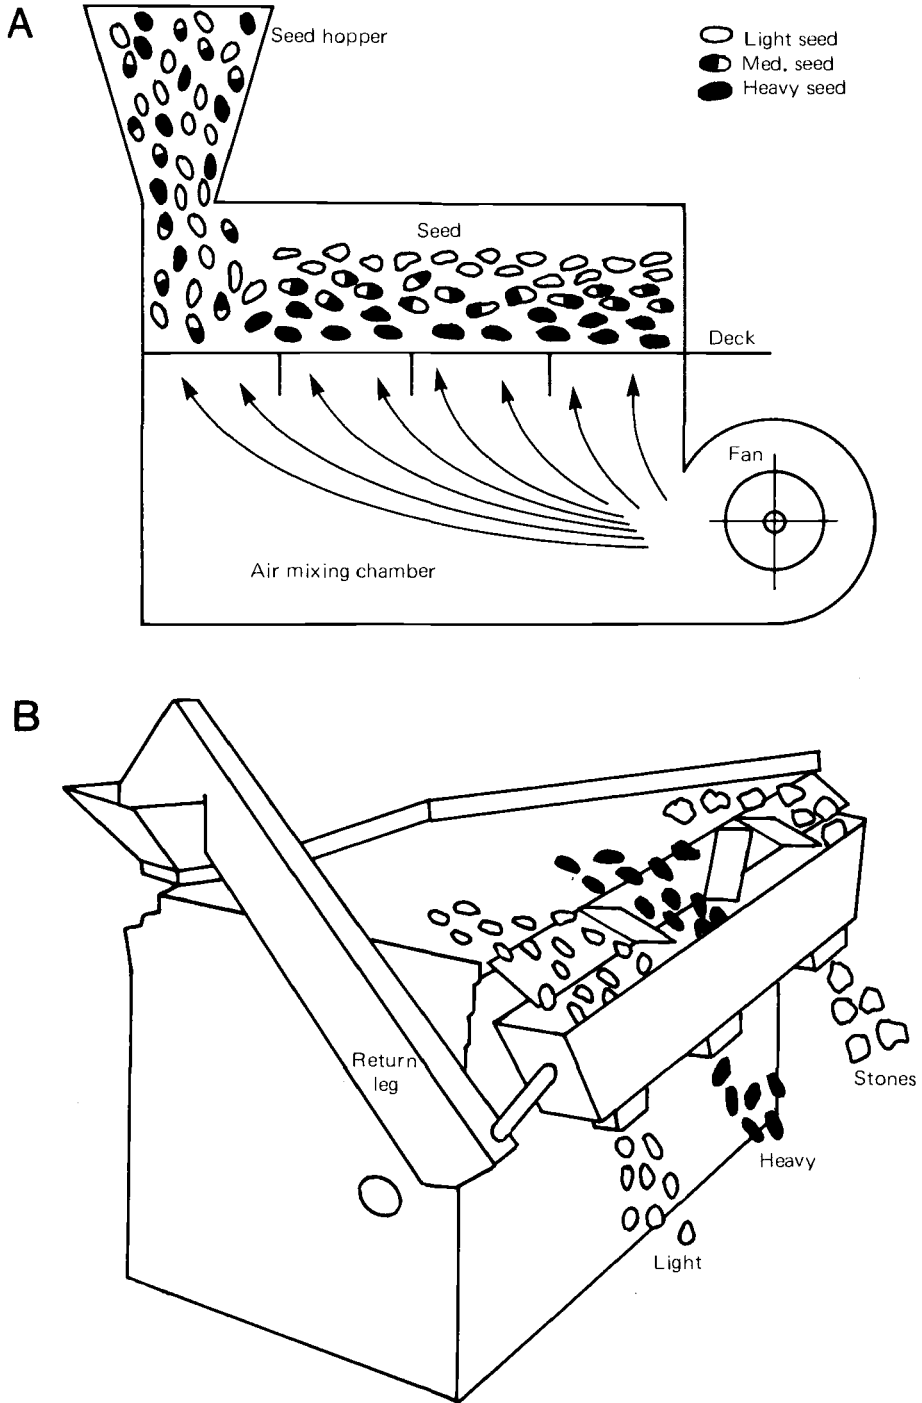 A
Seed hopper
Light seed
Med. seed
Heavy seed
Seed
Deck
Fan
Air mixing chamber
B
Return
leg
Stones
Heavy
Light